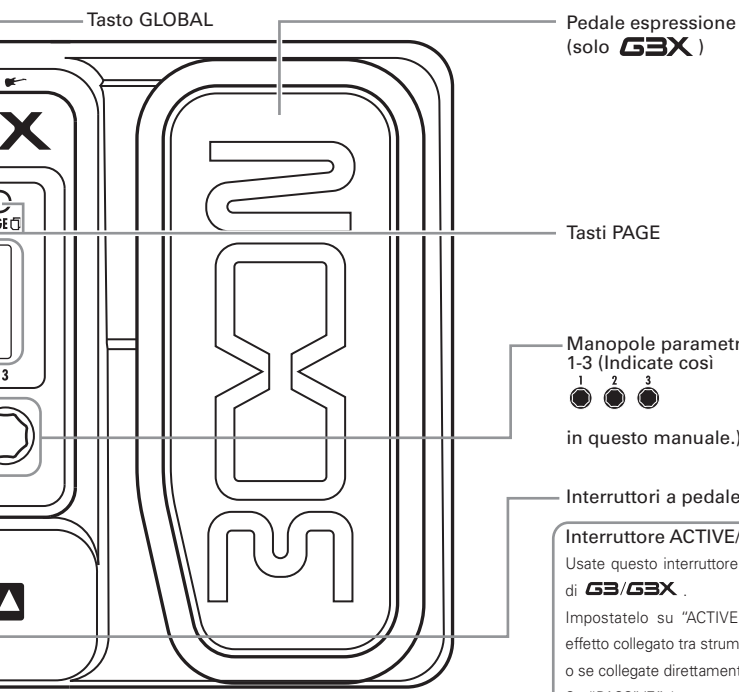 Tasto GLOBAL
Pedale espressione
(solo G3X )
X
GE
Tasti PAGE
3
Manopole parametr
1-3 (Indicate così
1 2 3
in questo manuale.)
ZOOM
Interruttori a pedale
Interruttore ACTIVE/
Usate questo interruttore
di G3/G3X .
Impostatelo su “ACTIVE
effetto collegato tra strum
o se collegate direttament